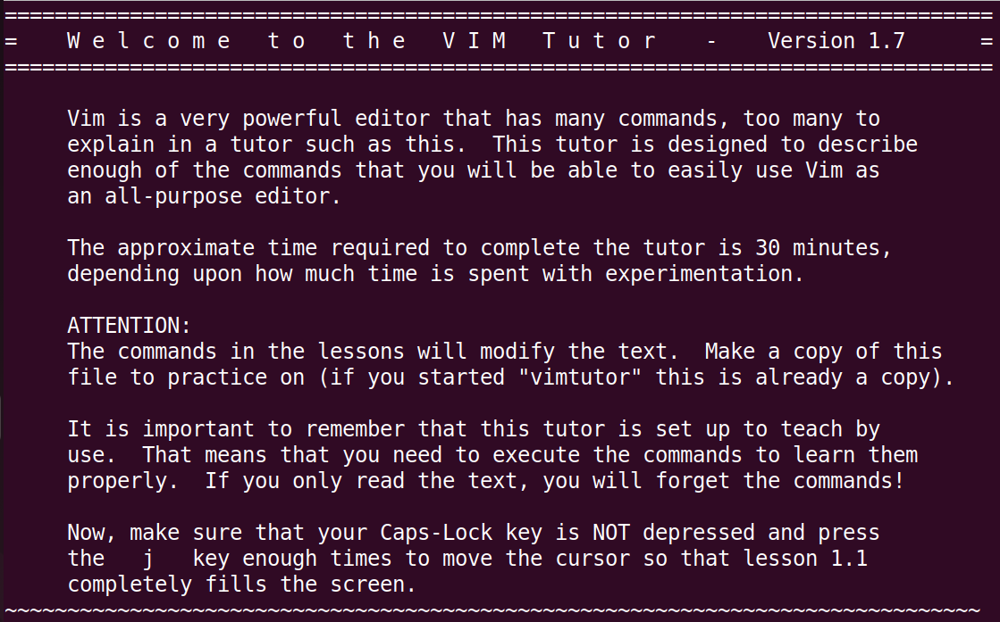 ===============================================================================
=    W e l c o m e   t o   t h e   V I M   T u t o r    -    Version 1.7      =
===============================================================================

     Vim is a very powerful editor that has many commands, too many to
     explain in a tutor such as this.  This tutor is designed to describe
     enough of the commands that you will be able to easily use Vim as
     an all-purpose editor.

     The approximate time required to complete the tutor is 30 minutes,
     depending upon how much time is spent with experimentation.

     ATTENTION:
     The commands in the lessons will modify the text.  Make a copy of this
     file to practice on (if you started "vimtutor" this is already a copy).

     It is important to remember that this tutor is set up to teach by
     use.  That means that you need to execute the commands to learn them
     properly.  If you only read the text, you will forget the commands!

     Now, make sure that your Caps-Lock key is NOT depressed and press
     the   j   key enough times to move the cursor so that lesson 1.1
     completely fills the screen.
~~~~~~~~~~~~~~~~~~~~~~~~~~~~~~~~~~~~~~~~~~~~~~~~~~~~~~~~~~~~~~~~~~~~~~~~~~~~~~